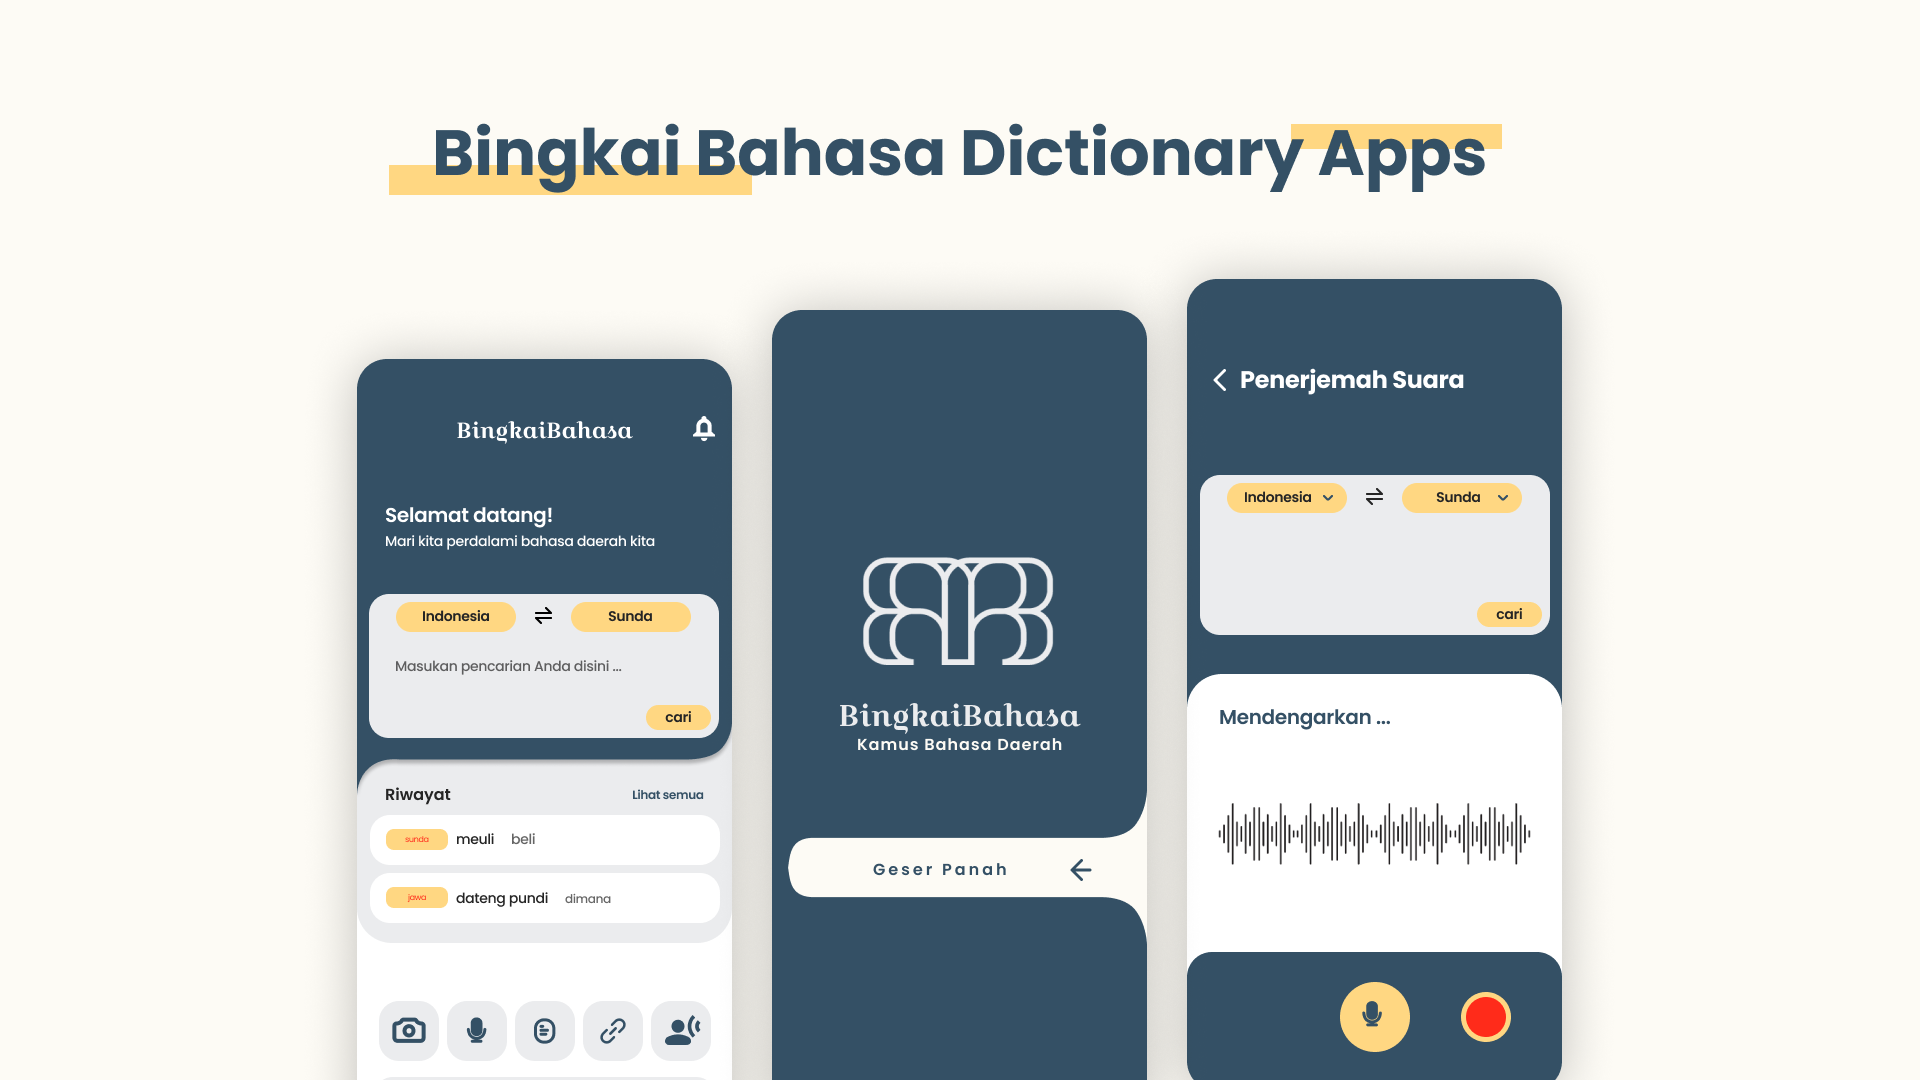 Bingkai Bahasa Dictionary Apps
BingkaiBahasa
Selamat datang!
Mari kita perdalami bahasa daerah kita
Indonesia
Sunda
Masukan pencarian Anda disini ...
cari
Riwayat
Lihat semua
sunda meuli beli
jawa dateng pundi dimana
BingkaiBahasa
Kamus Bahasa Daerah
Geser Panah
Penerjemah Suara
Indonesia
Sunda
cari
Mendengarkan ...